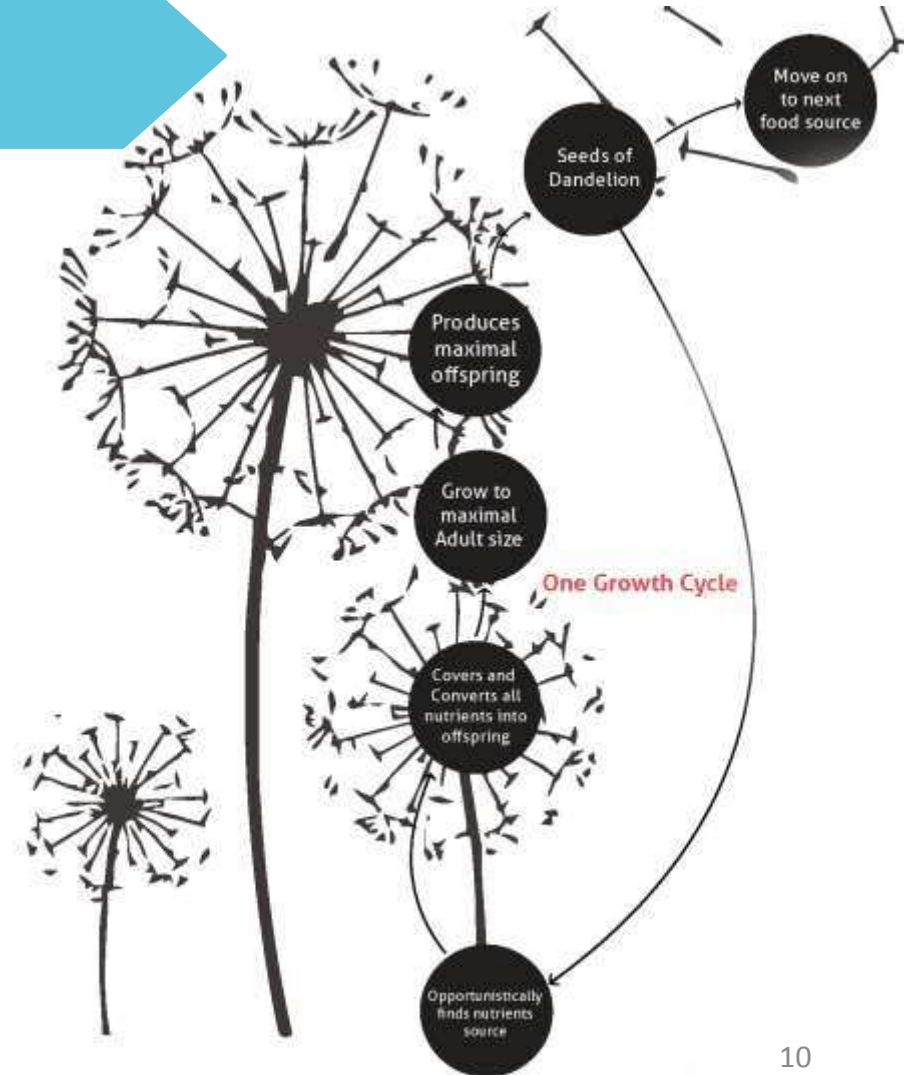 Move on
to next
food source
Seeds of
Dandelion
Produces
maximal
offspring
Grow to
maximal
Adult size
One Growth Cycle
Covers and
Converts all
nutrients into
offspring
Opportunistically
finds nutrients
source
10